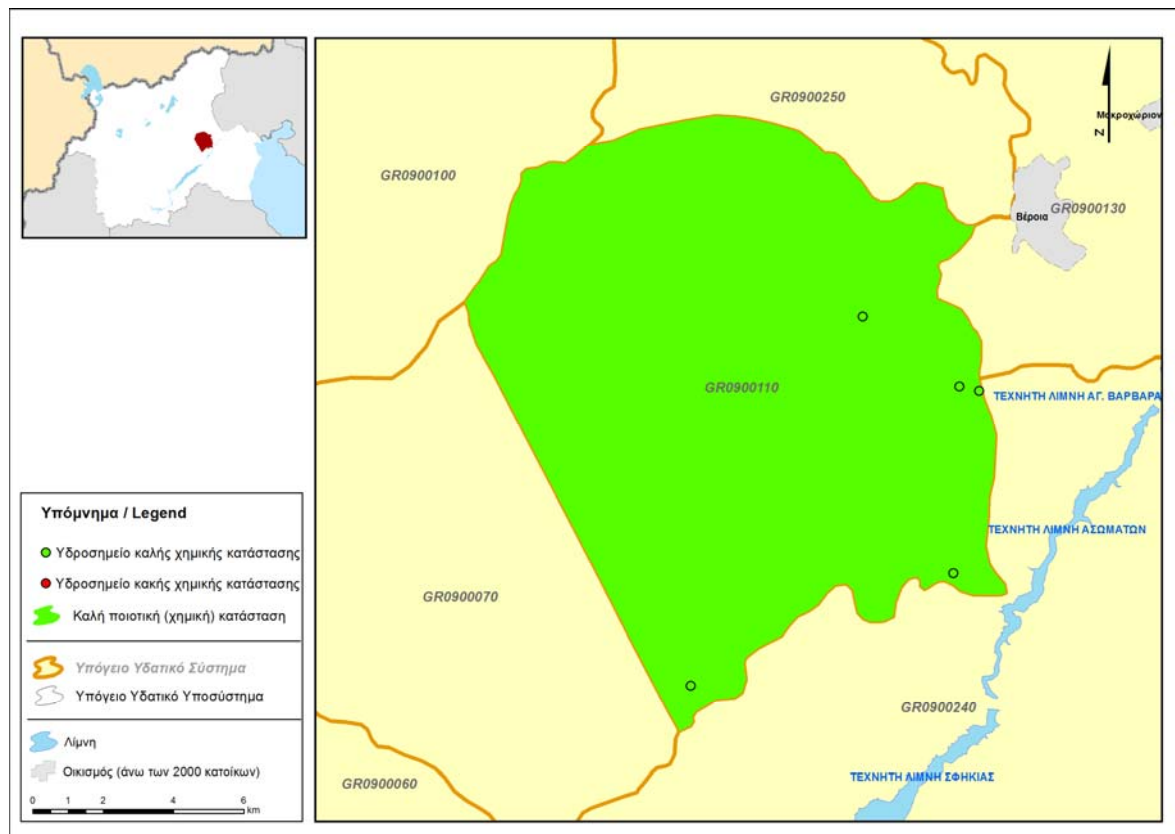 GR0900250
Μακροχώριον
Z
GR0900100
GR0900130
Βέροια
GR0900110
ΤΕΧΝΗΤΗ ΛΙΜΝΗ ΑΓ. ΒΑΡΒΑΡΑ
ΤΕΧΝΗΤΗ ΛΙΜΝΗ ΑΣΩΜΑΤΩΝ
GR0900070
GR0900240
ΤΕΧΝΗΤΗ ΛΙΜΝΗ ΣΦΗΚΙΑΣ
GR0900060
Υπόμνημα / Legend
Υδροσημείο καλής χημικής κατάστασης
Υδροσημείο κακής χημικής κατάστασης
Καλή ποιοτική (χημική) κατάσταση
Υπόγειο Υδατικό Σύστημα
Υπόγειο Υδατικό Υποσύστημα
Λίμνη
Οικισμός (άνω των 2000 κατοίκων)
0 1 2 4 6
km